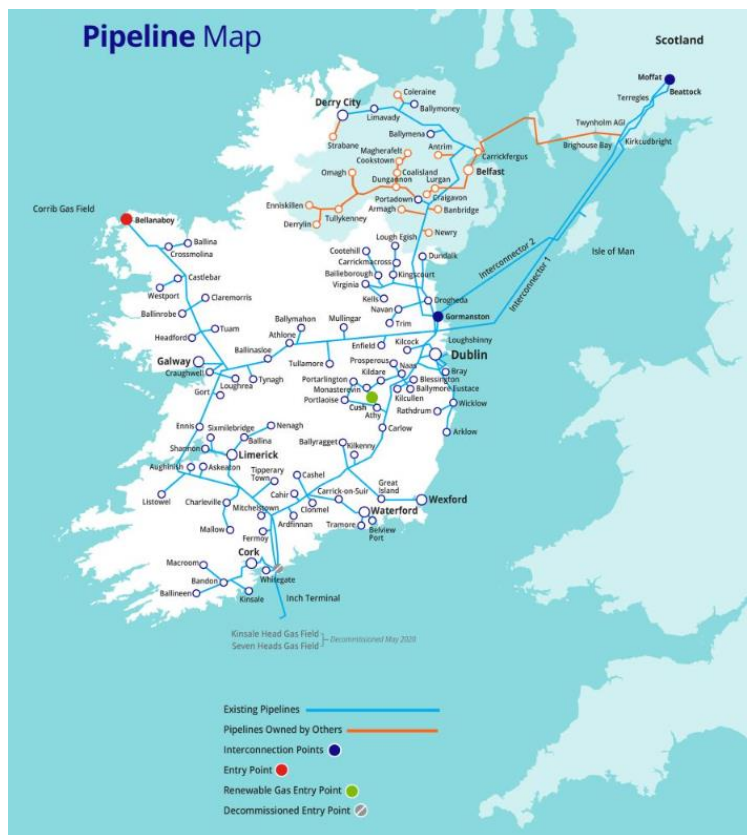 Pipeline Map
Scotland
Moffat
Beattock
Terregles
Coleraine
Derry City
Ballymoney
Limavady
Twynholm AGI
Kirkcudbright
Brighouse Bay
Ballymena
Strabane
Magherafelt
Antrim
Cookstown
Carrickfergus
Omagh
Coalisland
Belfast
Dungannon
Lurgan
Enniskillen
Portadown
Craigavon
Armagh
Banbridge
Derrylin
Tullykenney
Newry
Corrib Gas Field
Bellanaboy
Lough Egish
Ballina
Cootehill
Dundalk
Crossmolina
Carrickmacross
Isle of Man
Interconnector 2
Bailieborough
Kingscourt
Castlebar
Virginia
Interconnector 1
Westport
Claremorris
Kells
Drogheda
Navan
Ballinrobe
Ballymahon
Mullingar
Trim
Gormanston
Tuam
Athlone
Headford
Enfield
Kilcock
Loughshinny
Ballinasloe
Dublin
Galway
Prosperous
Tullamore
Naas
Craughwell
Kildare
Bray
Loughrea
Tynagh
Portarlington
Blessington
Gort
Monasterevin
Ballymore Eustace
Portlaoise
Kilcullen
Wicklow
Cush
Rathdrum
Athy
Ennis
Sixmilebridge
Nenagh
Carlow
Arklow
Ballina
Ballyragget
Shannon
Kilkenny
Limerick
Aughinish
Askeaton
Tipperary
Town
Cashel
Great
Island
Listowel
Charleville
Cahir
Carrick-on-Suir
Wexford
Mitchelstown
Clonmel
Waterford
Mallow
Ardfinnan
Tramore
Belview
Port
Fermoy
Cork
Macroom
Whitegate
Bandon
Ballineen
Kinsale
Inch Terminal
Kinsale Head Gas Field
Seven Heads Gas Field
Decommissioned May 2020
Existing Pipelines
Pipelines Owned by Others
Interconnection Points
Entry Point
Renewable Gas Entry Point
Decommissioned Entry Point